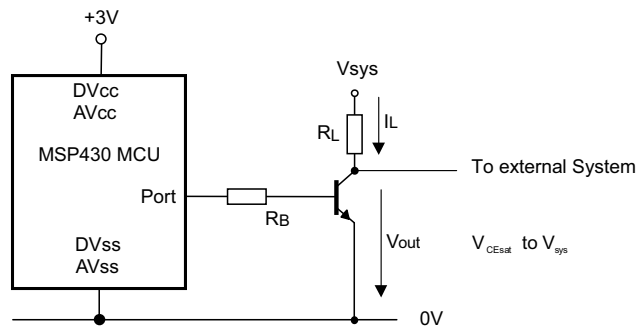 +3V
DVcc
AVcc
MSP430 MCU
Port
DVss
AVss
RB
Vsys
RL
IL
To external System
Vout
VCEsat to Vsys
0V